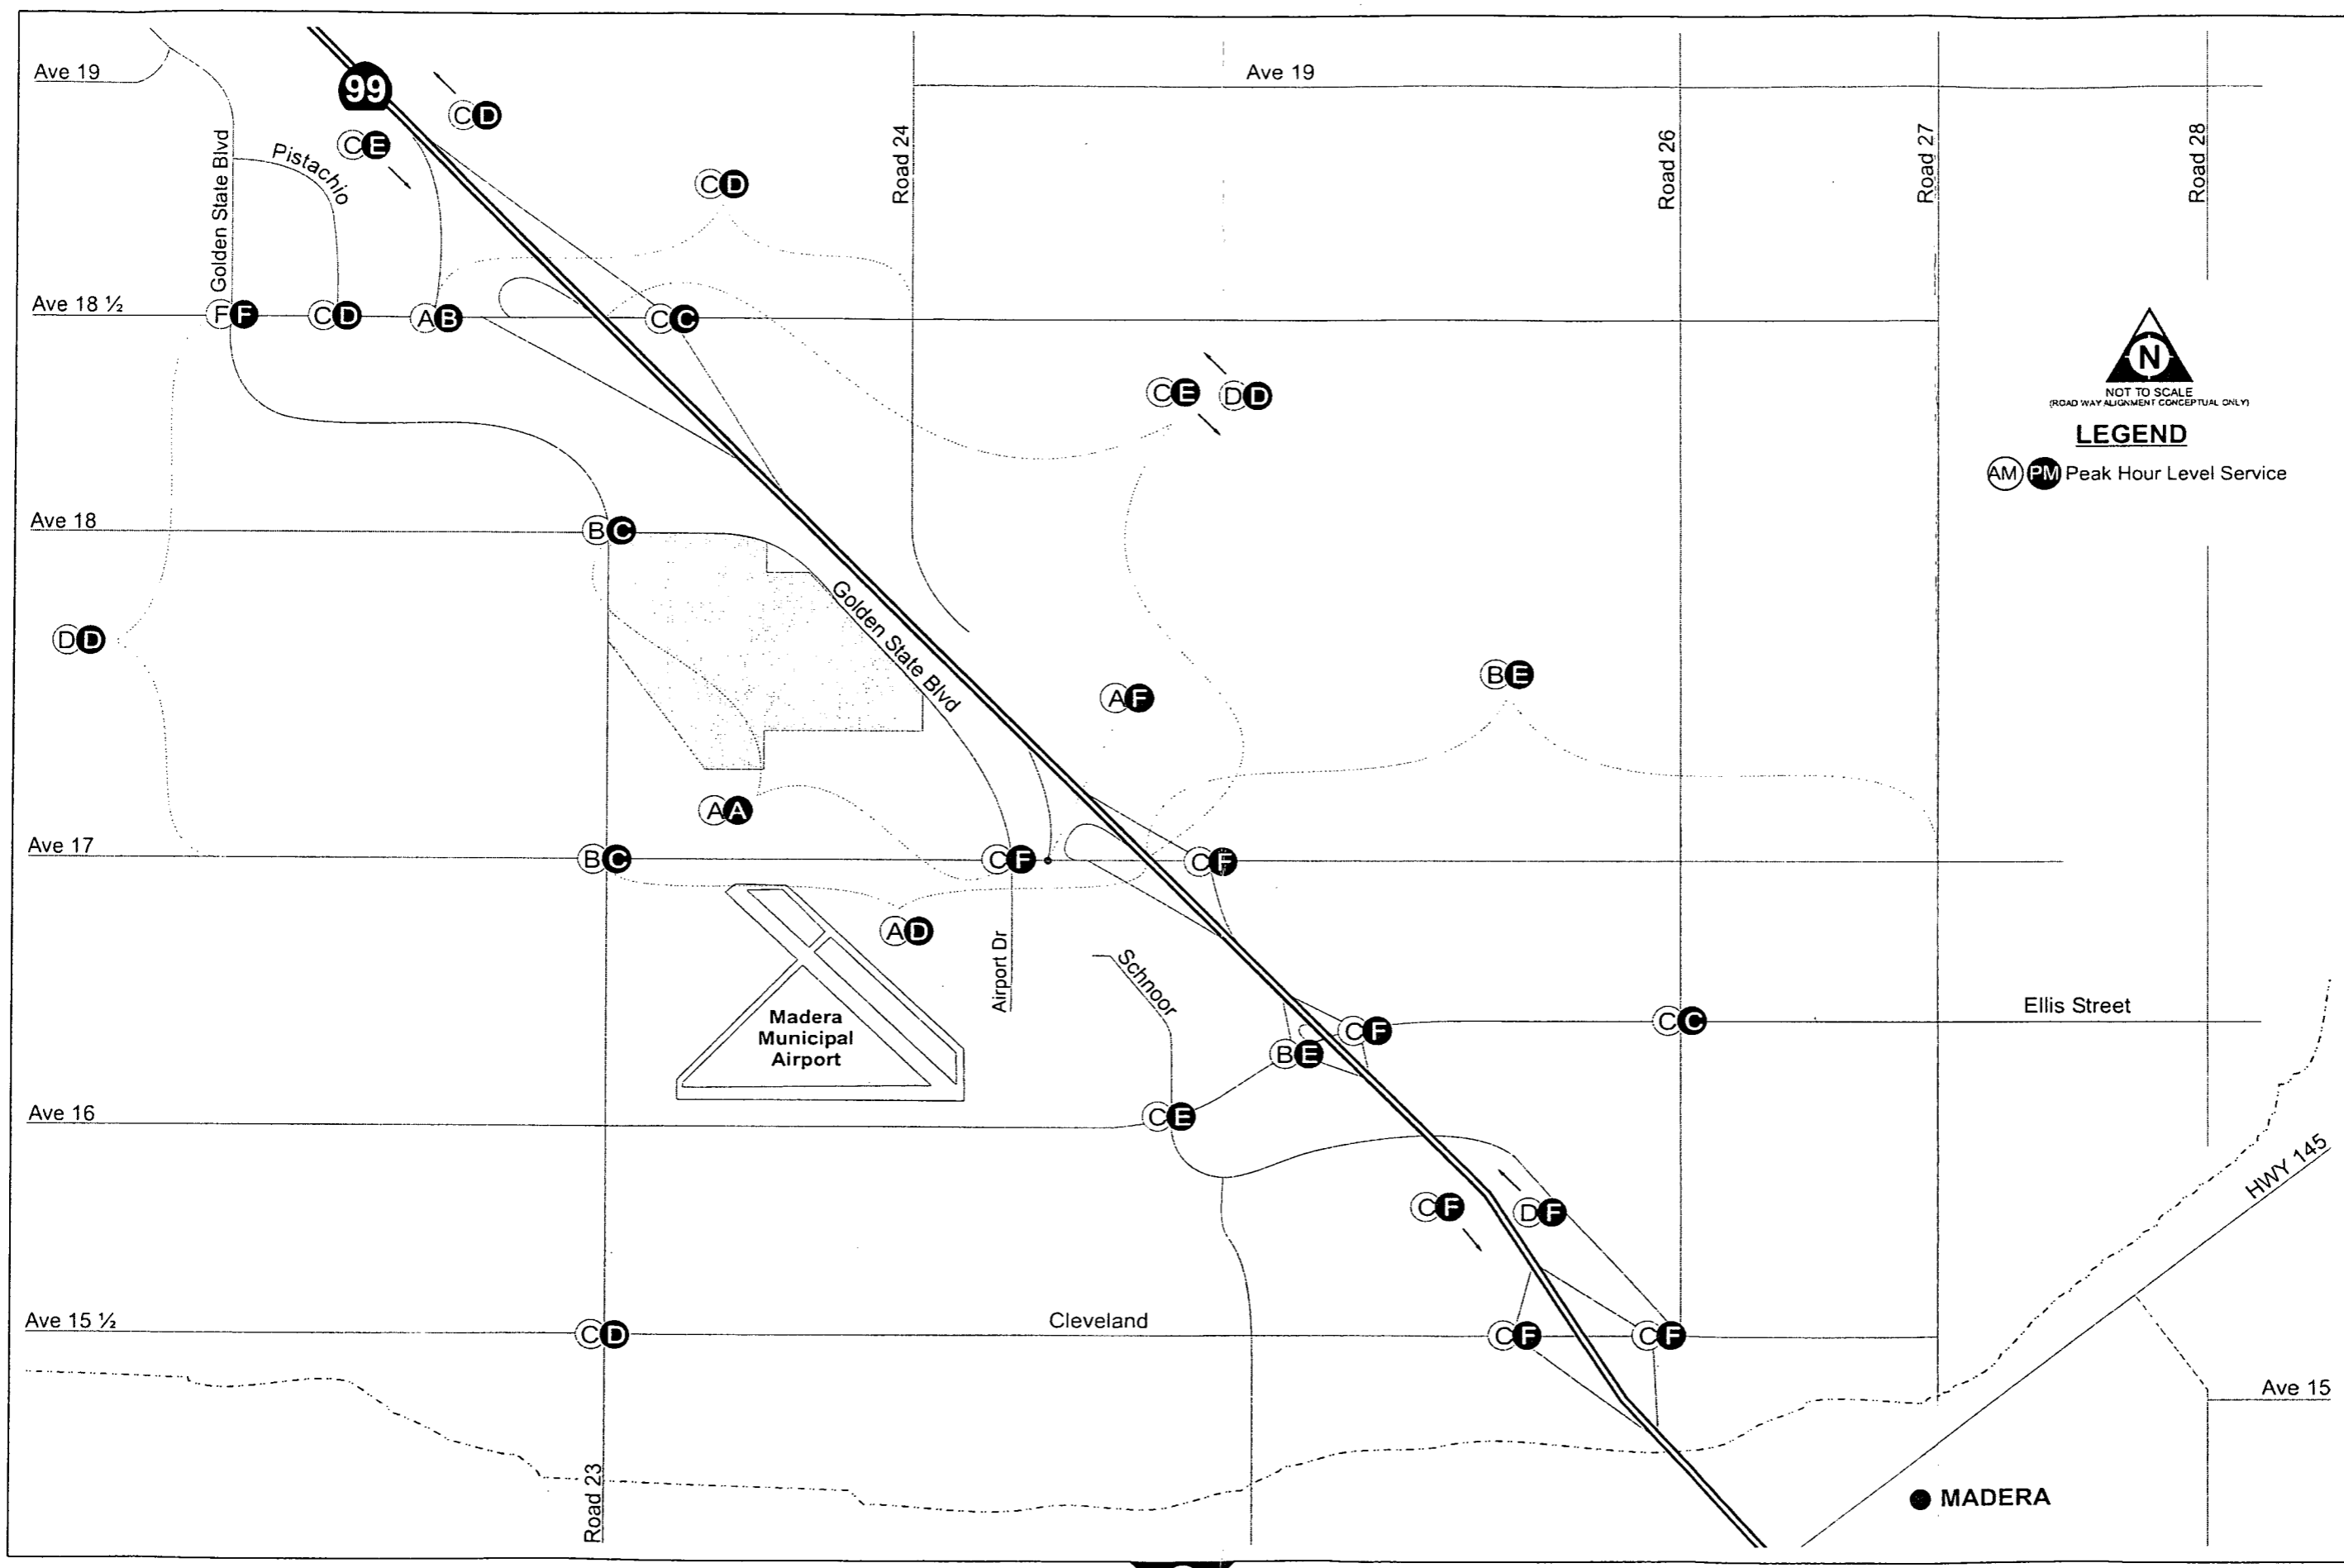 Ave 19
99
C D
C E
Golden State Blvd
Pistachio
C D
Road 24
Ave 19
Road 26
Road 27
Road 28
Ave 18 ½
F F
C D
A B
C C
C E
D D
N
NOT TO SCALE
(ROAD WAY ALIGNMENT CONCEPTUAL ONLY)
LEGEND
AM PM Peak Hour Level Service
Ave 18
B C
Golden State Blvd
D D
A F
B E
A A
Ave 17
B C
C F
C F
A D
Airport Dr
Schnoor
Madera
Municipal
Airport
C F
B E
C C
Ellis Street
Ave 16
C E
C F
D F
HWY 145
Ave 15 ½
C D
Cleveland
C F
C F
Ave 15
Road 23
MADERA